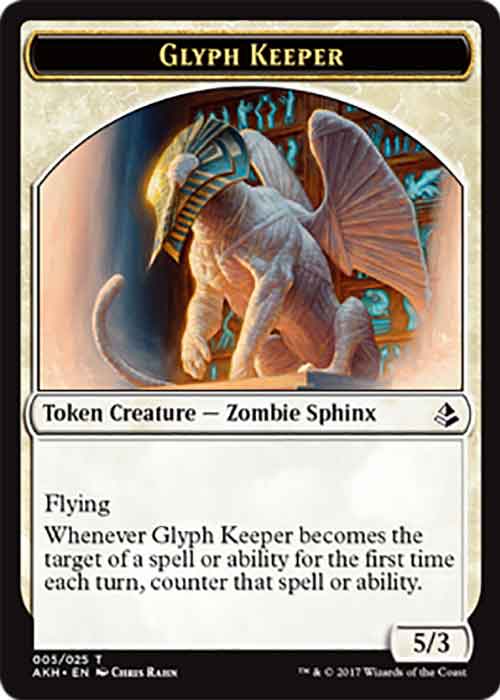 Glyph Keeper
Token Creature — Zombie Sphinx
Flying
Whenever Glyph Keeper becomes the
target of a spell or ability for the first time
each turn, counter that spell or ability.
5/3
005/025 T
AKH • EN Chris Rahn
™ & © 2017 Wizards of the Coast